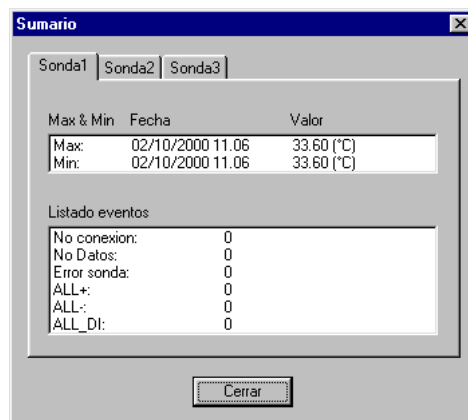 Sumario
Sonda1 Sonda2 Sonda3
Max & Min Fecha Valor
Max: 02/10/2000 11.06 33.60 (°C)
Min: 02/10/2000 11.06 33.60 (°C)
Listado eventos
No conexion: 0
No Datos: 0
Error sonda: 0
ALL+: 0
ALL-: 0
ALL_DI: 0
Cerrar